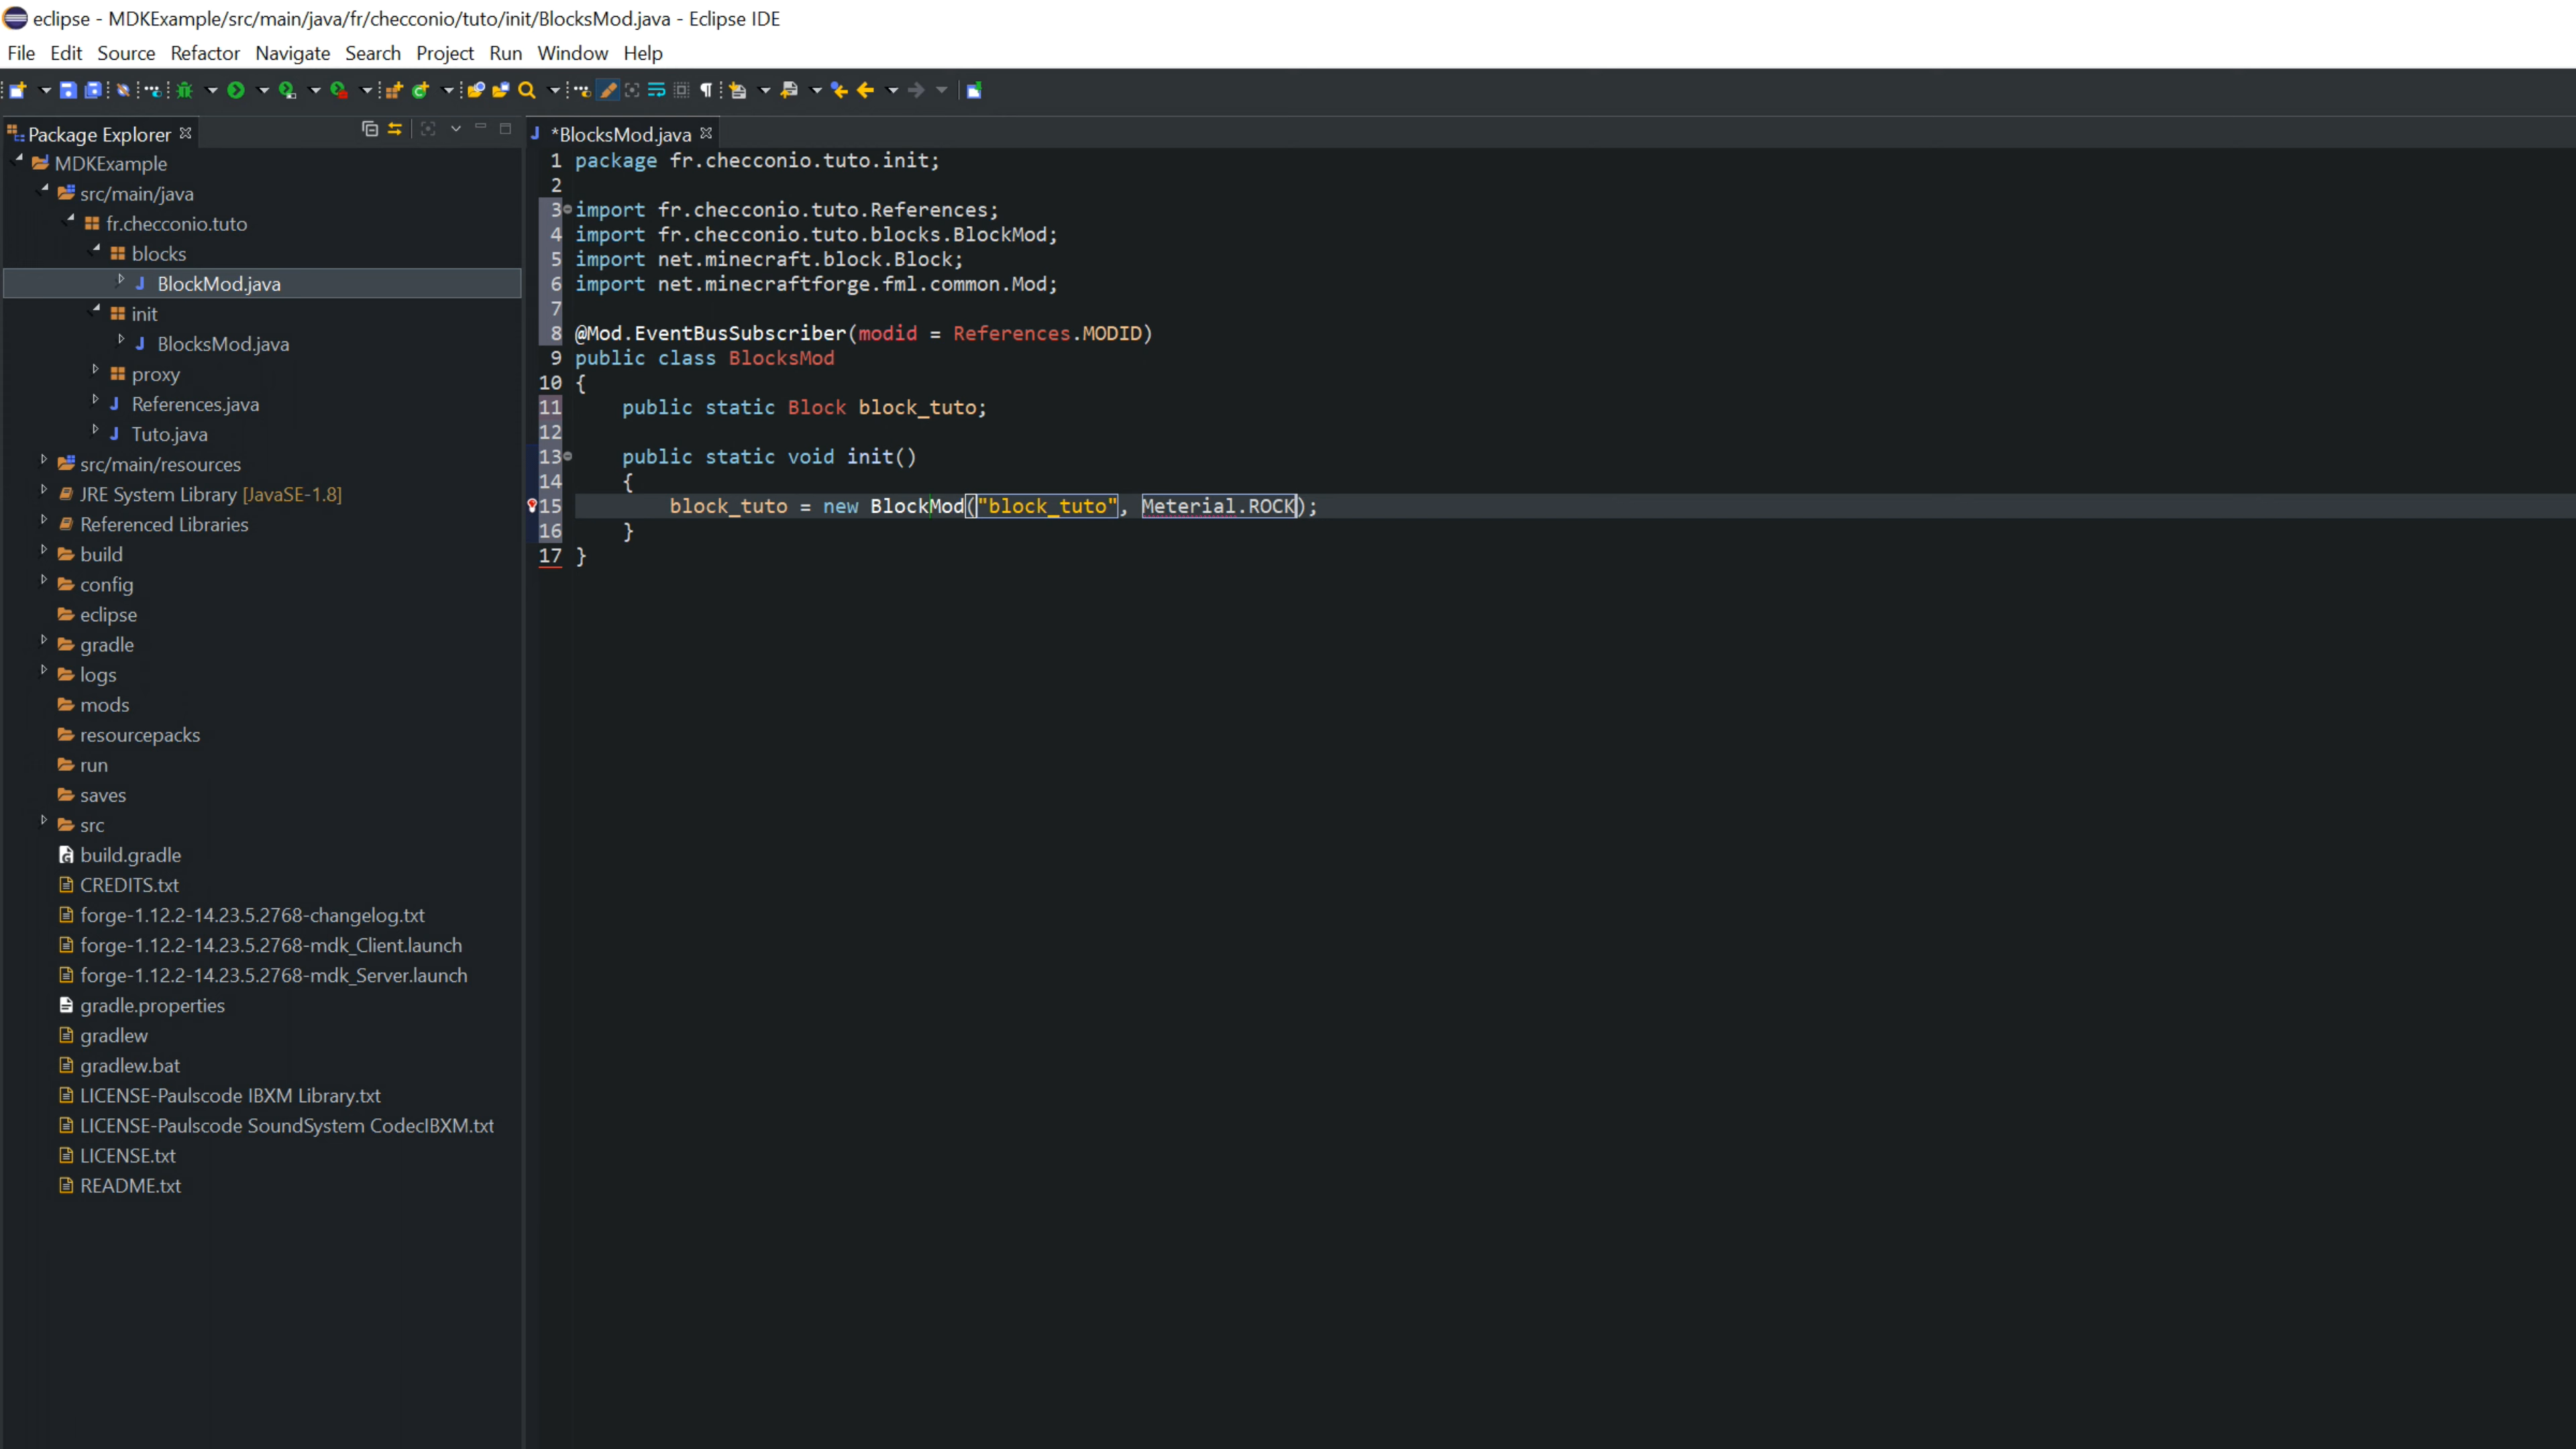 eclipse - MDKExample/src/main/java/fr/checconio/tuto/init/BlocksMod.java - Eclipse IDE
File Edit Source Refactor Navigate Search Project Run Window Help
Package Explorer
MDKExample
src/main/java
fr.checconio.tuto
blocks
BlockMod.java
init
BlocksMod.java
proxy
References.java
Tuto.java
src/main/resources
JRE System Library [JavaSE-1.8]
Referenced Libraries
build
config
eclipse
gradle
logs
mods
resourcepacks
run
saves
src
build.gradle
CREDITS.txt
forge-1.12.2-14.23.5.2768-changelog.txt
forge-1.12.2-14.23.5.2768-mdk_Client.launch
forge-1.12.2-14.23.5.2768-mdk_Server.launch
gradle.properties
gradlew
gradlew.bat
LICENSE-Paulscode IBXM Library.txt
LICENSE-Paulscode SoundSystem CodecIBXM.txt
LICENSE.txt
README.txt
*BlocksMod.java
1 package fr.checconio.tuto.init;
2
3 import fr.checconio.tuto.References;
4 import fr.checconio.tuto.blocks.BlockMod;
5 import net.minecraft.block.Block;
6 import net.minecraftforge.fml.common.Mod;
7
8 @Mod.EventBusSubscriber(modid = References.MODID)
9 public class BlocksMod
10 {
11 public static Block block_tuto;
12
13 public static void init()
14 {
15 block_tuto = new BlockMod("block_tuto", Meterial.ROCK);
16 }
17 }